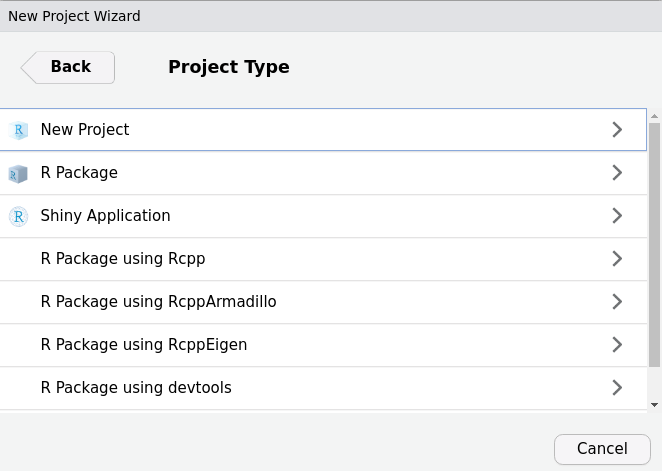 New Project Wizard
Back
Project Type
R New Project
R R Package
R Shiny Application
R Package using Rcpp
R Package using RcppArmadillo
R Package using RcppEigen
R Package using devtools
Cancel